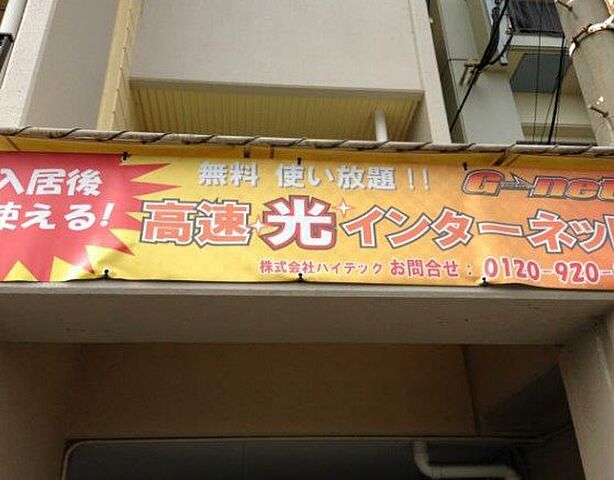 入居後
使える!
無料 使い放題!!
G-net
高速光インターネット
株式会社ハイテック お問合せ: 0120-920-